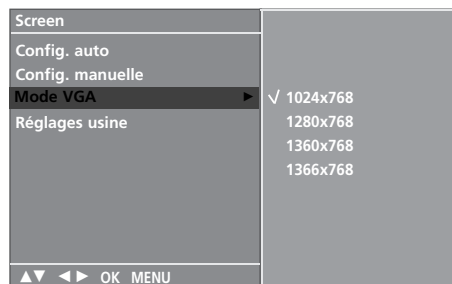 Screen
Config. auto
Config. manuelle
Mode VGA ►
Réglages usine
√ 1024x768
1280x768
1360x768
1366x768
▲▼ ◄► OK MENU